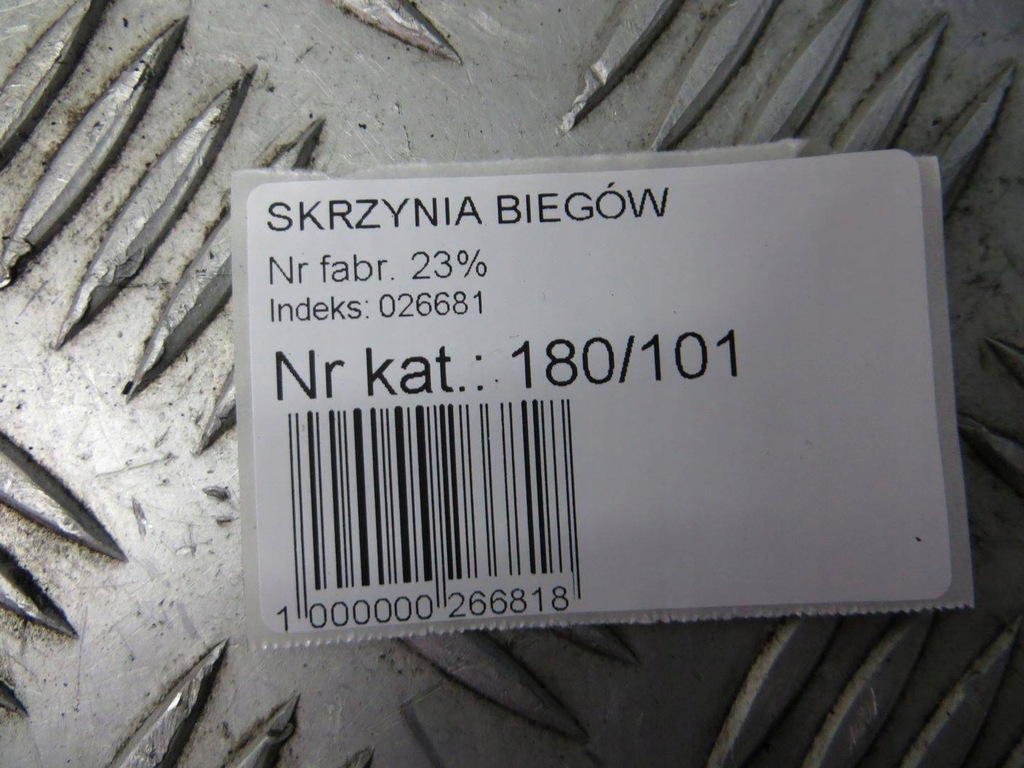 SKRZYNIA BIEGÓW
Nr fabr. 23%
Indeks: 026681
Nr kat.: 180/101
1 000000 266818